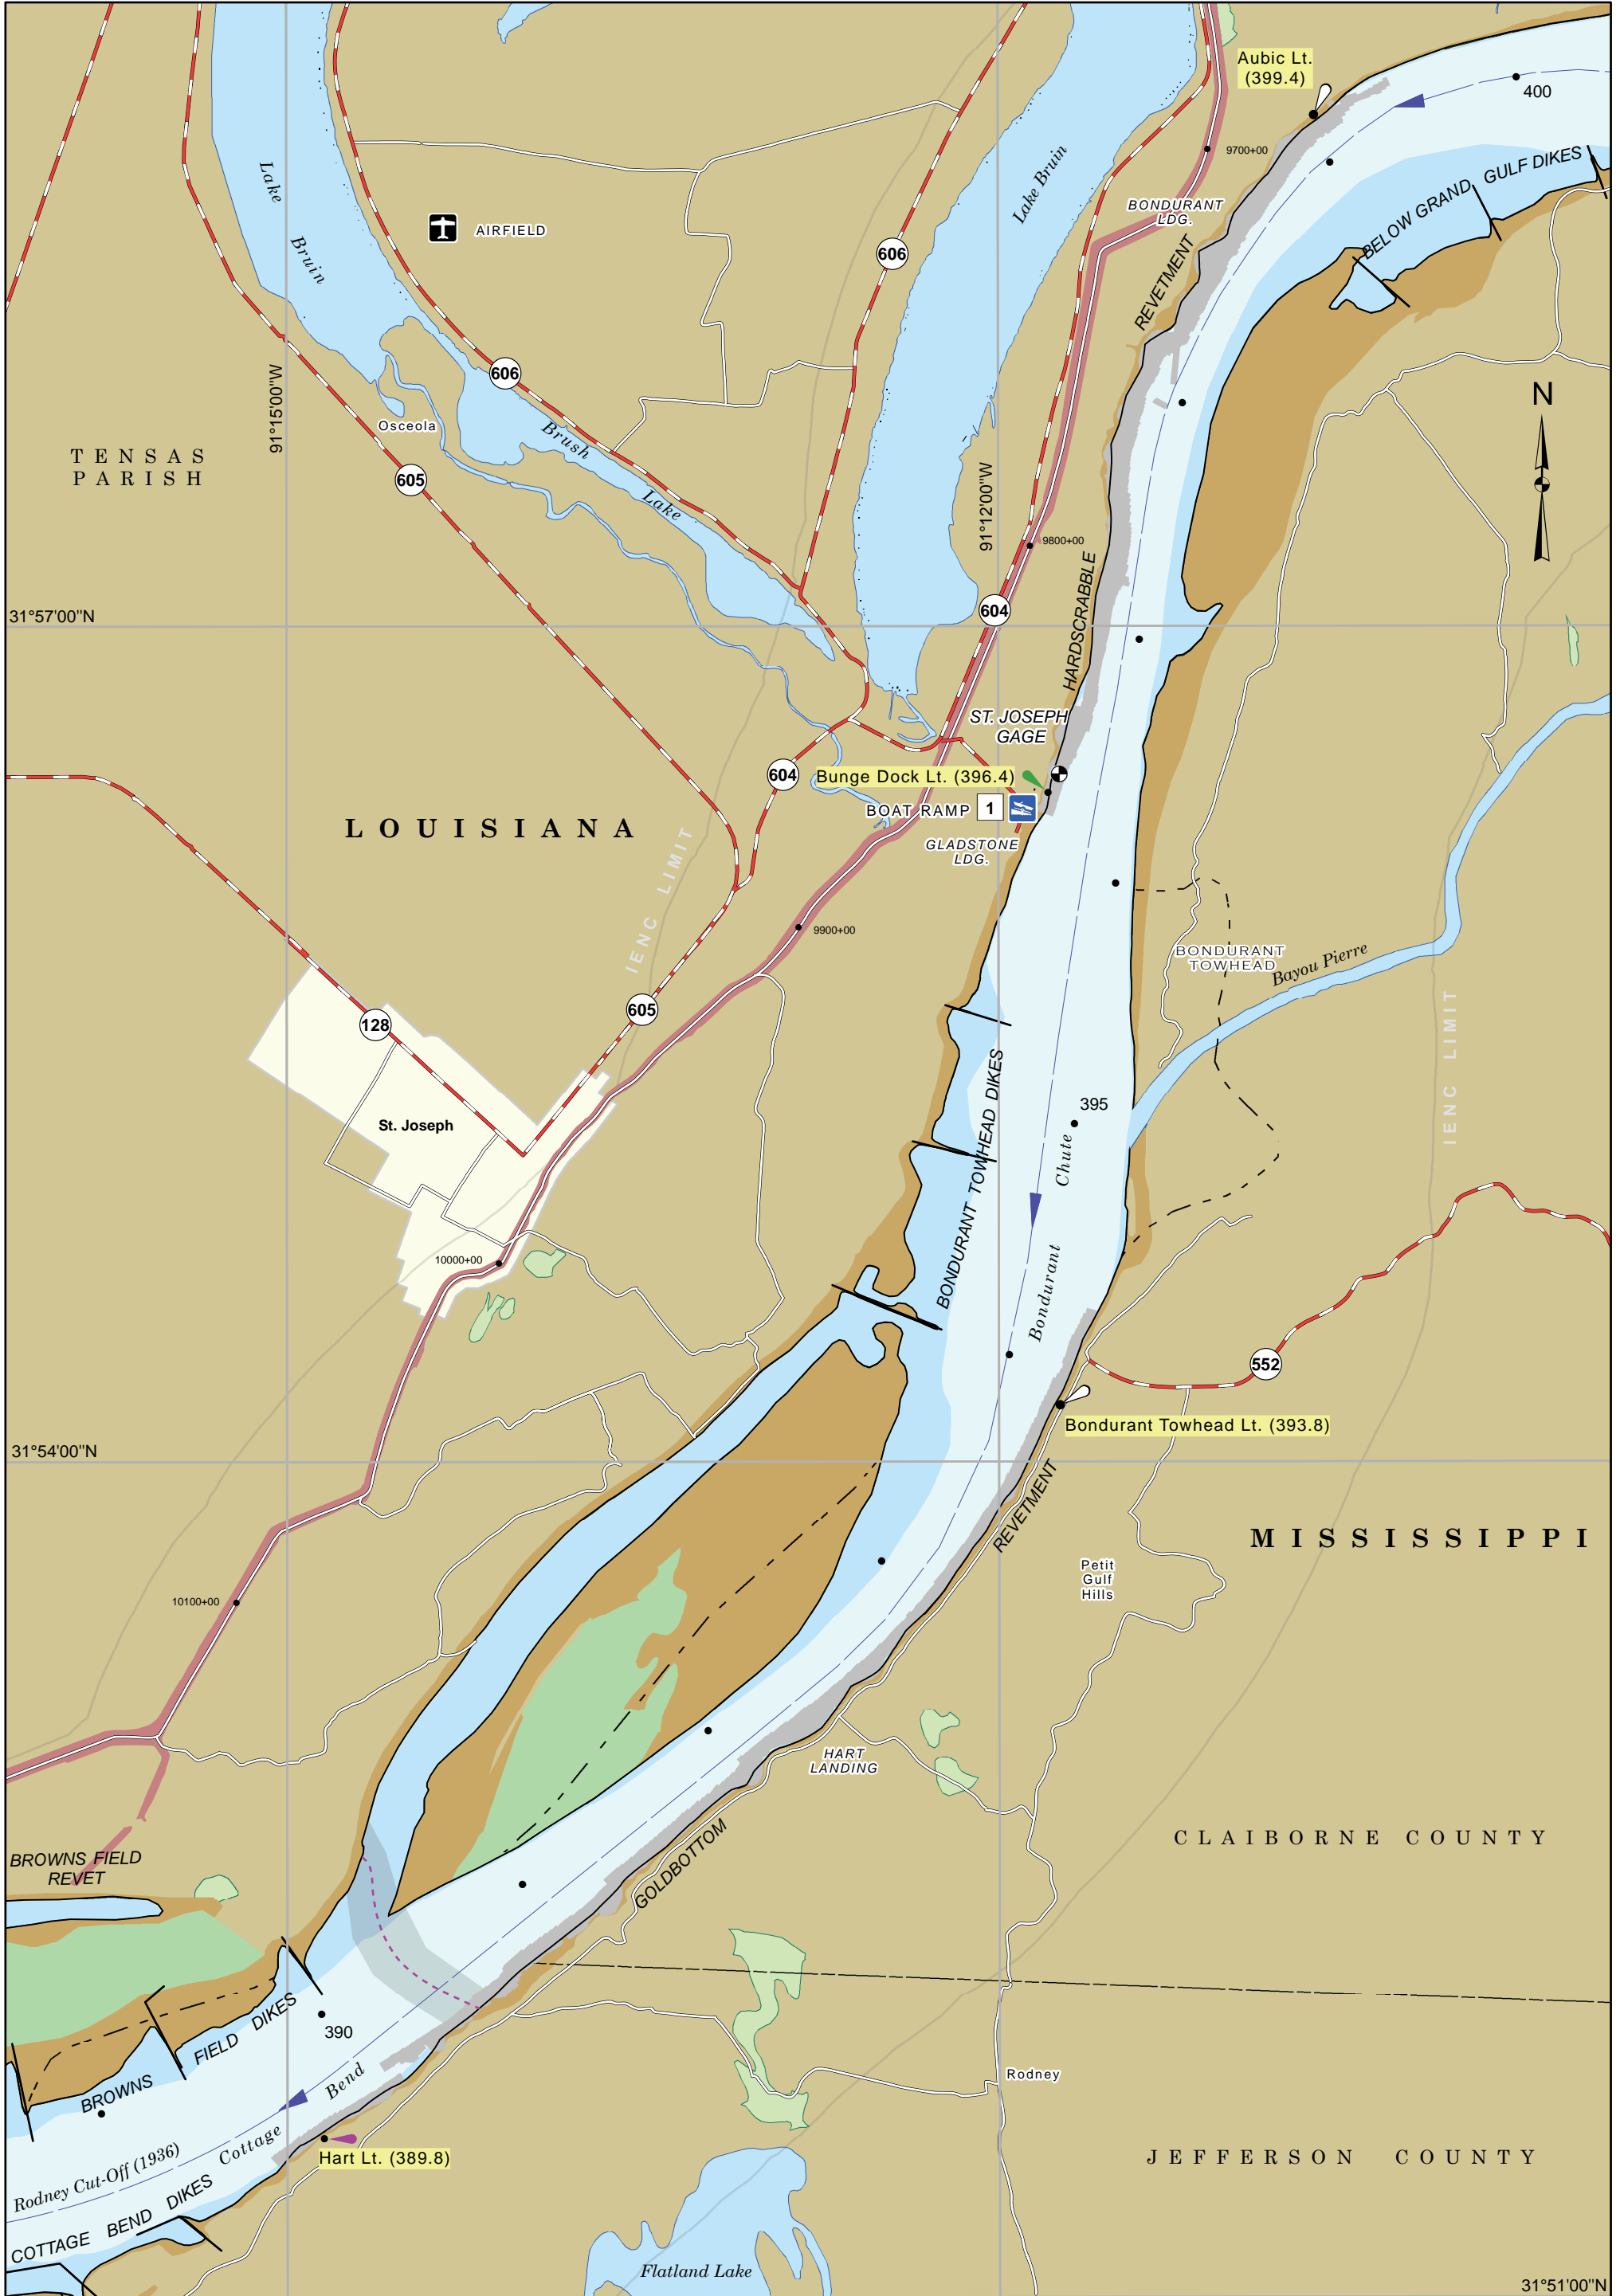 Aubic Lt.
(399.4)
400
9700+00
Lake
Bruin
Lake Bruin
BONDURANT
LDG.
BELOW GRAND GULF DIKES
AIRFIELD
606
606
REVETMENT
606
91°15'00"W
N
Osceola
Brush
Lake
TENSAS
PARISH
605
91°12'00"W
9800+00
HARDSCRABBLE
31°57'00"N
604
ST. JOSEPH
GAGE
604
Bunge Dock Lt. (396.4)
BOAT RAMP 1
LOUISIANA
GLADSTONE
LDG.
IENC LIMIT
9900+00
BONDURANT
TOWHEAD
Bayou Pierre
605
128
IENC LIMIT
395
St. Joseph
Chute
BONDURANT TOWHEAD DIKES
10000+00
Bondurant
552
Bondurant Towhead Lt. (393.8)
31°54'00"N
REVETMENT
MISSISSIPPI
Petit
Gulf
Hills
10100+00
HART
LANDING
CLAIBORNE COUNTY
BROWNS FIELD
REVET
GOLDBOTTOM
390
BROWNS FIELD DIKES
Rodney
Cottage Bend
Hart Lt. (389.8)
JEFFERSON COUNTY
Rodney Cut-Off (1936)
COTTAGE BEND DIKES
Flatland Lake
31°51'00"N